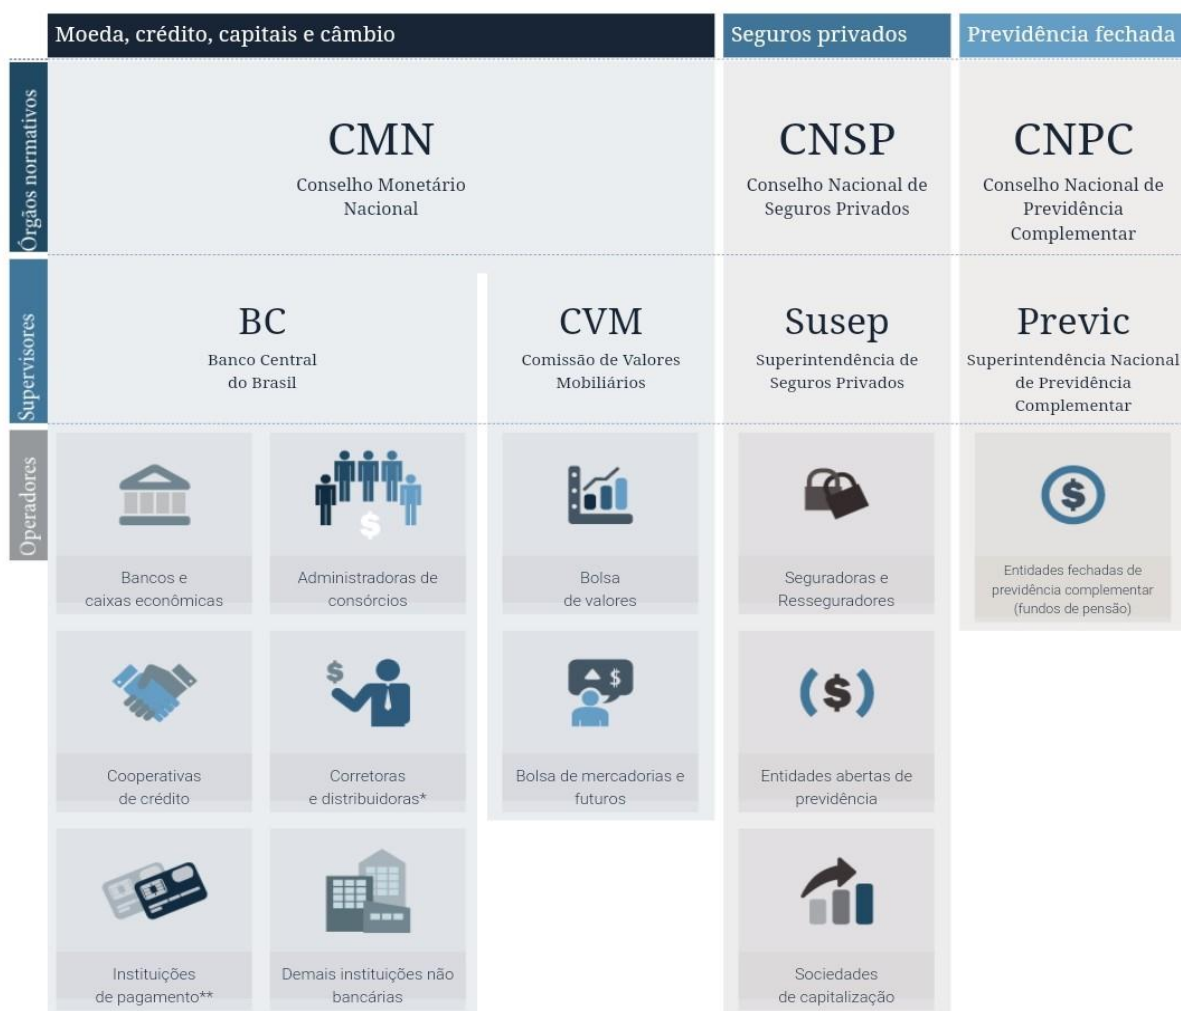 Moeda, crédito, capitais e câmbio
Seguros privados
Previdência fechada
Órgãos normativos
CMN
Conselho Monetário
Nacional
CNSP
Conselho Nacional de
Seguros Privados
CNPC
Conselho Nacional de
Previdência
Complementar
Supervisores
BC
Banco Central
do Brasil
CVM
Comissão de Valores
Mobiliários
Susep
Superintendência de
Seguros Privados
Previc
Superintendência Nacional
de Previdência
Complementar
Operadores
Bancos e
caixas econômicas
Administradoras de
consórcios
$
Bolsa
de valores
Seguradoras e
Resseguradores
$
Entidades fechadas de
previdência complementar
(fundos de pensão)
Cooperativas
de crédito
$
Corretoras
e distribuidoras*
$
Bolsa de mercadorias e
futuros
($)
Entidades abertas de
previdência
Instituições
de pagamento**
Demais instituições não
bancárias
Sociedades
de capitalização